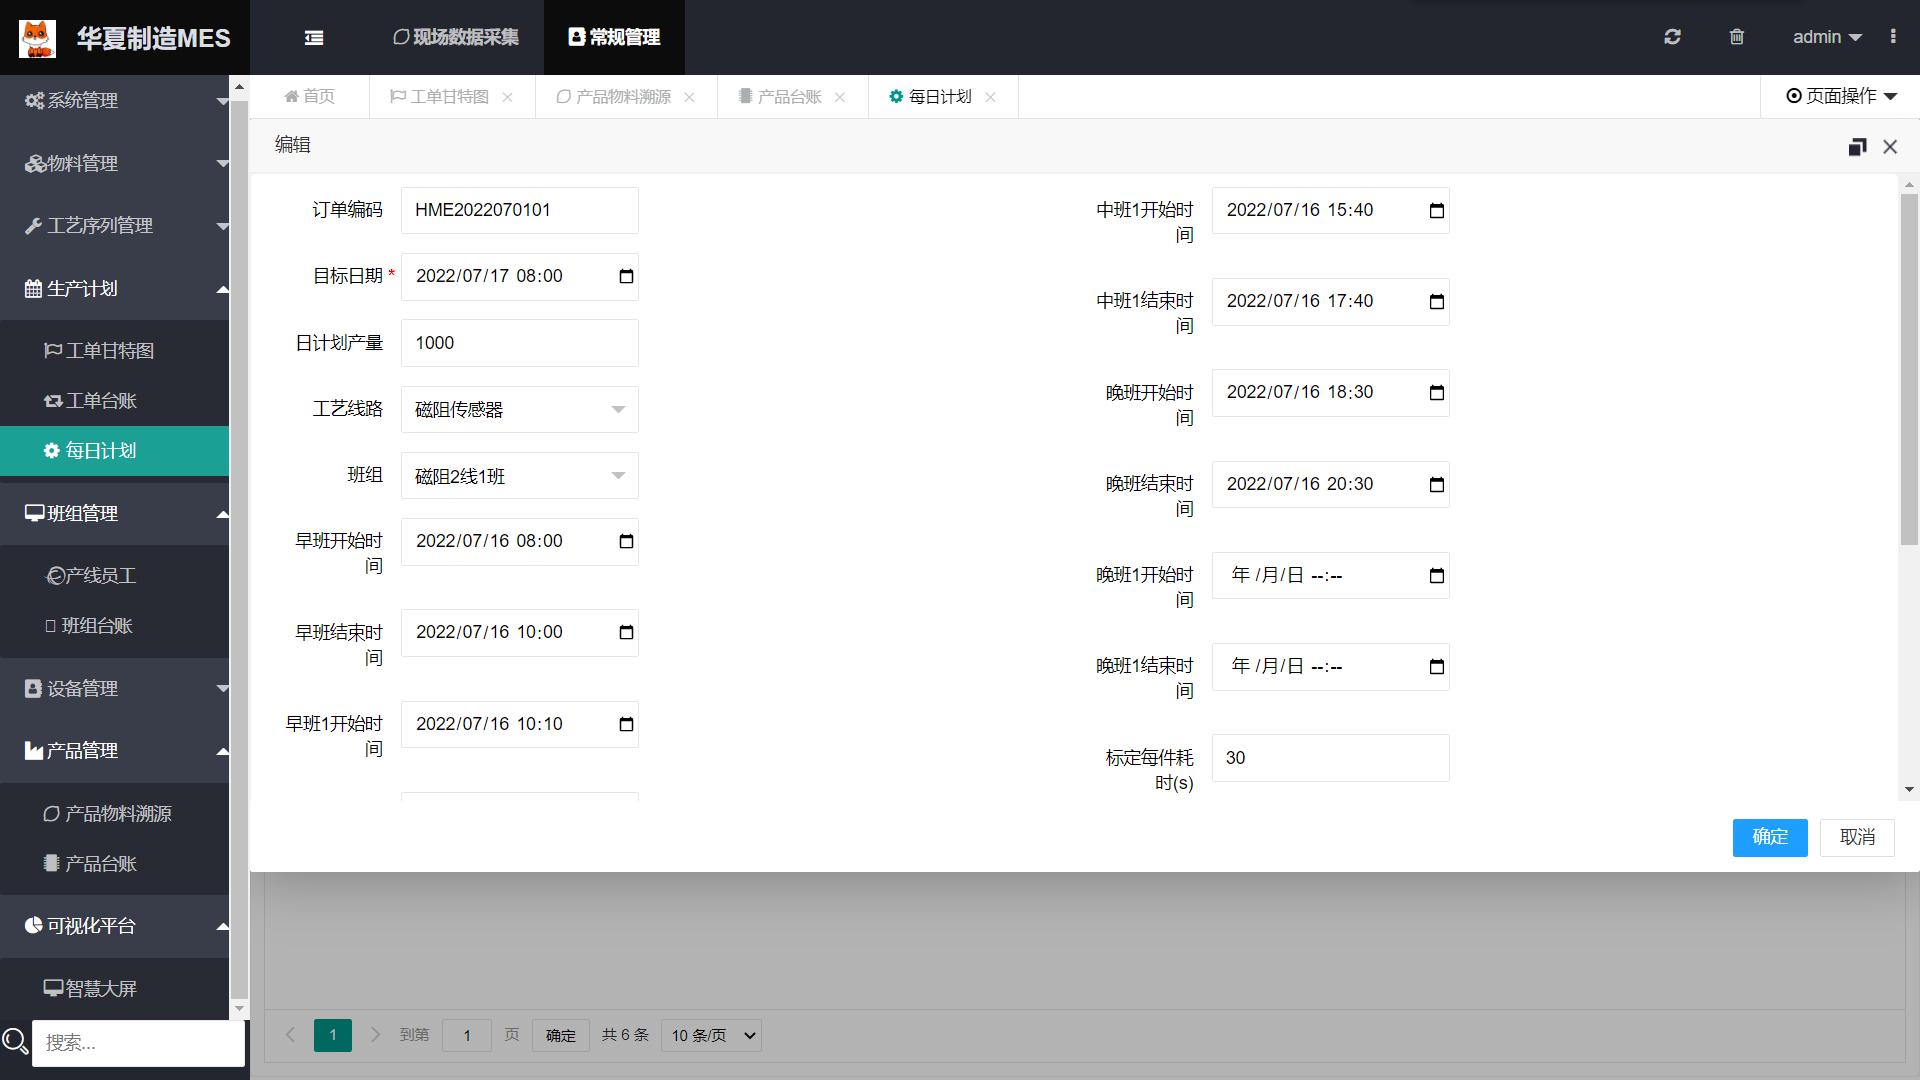 华夏制造MES
现场数据采集
常规管理
admin
系统管理
物料管理
工艺序列管理
生产计划
工单甘特图
工单台账
每日计划
班组管理
产线员工
班组台账
设备管理
产品管理
产品物料溯源
产品台账
可视化平台
智慧大屏
搜索...
首页
工单甘特图
产品物料溯源
产品台账
每日计划
页面操作
编辑
订单编码
HME2022070101
目标日期 *
2022/07/17 08:00
日计划产量
1000
工艺线路
磁阻传感器
班组
磁阻2线1班
早班开始时
间
2022/07/16 08:00
早班结束时
间
2022/07/16 10:00
早班1开始时
间
2022/07/16 10:10
中班1开始时
间
2022/07/16 15:40
中班1结束时
间
2022/07/16 17:40
晚班开始时
间
2022/07/16 18:30
晚班结束时
间
2022/07/16 20:30
晚班1开始时
间
年 /月/日 --:--
晚班1结束时
间
年 /月/日 --:--
标定每件耗
时(s)
30
确定
取消
1
到第
1
页
确定
共 6 条
10 条/页